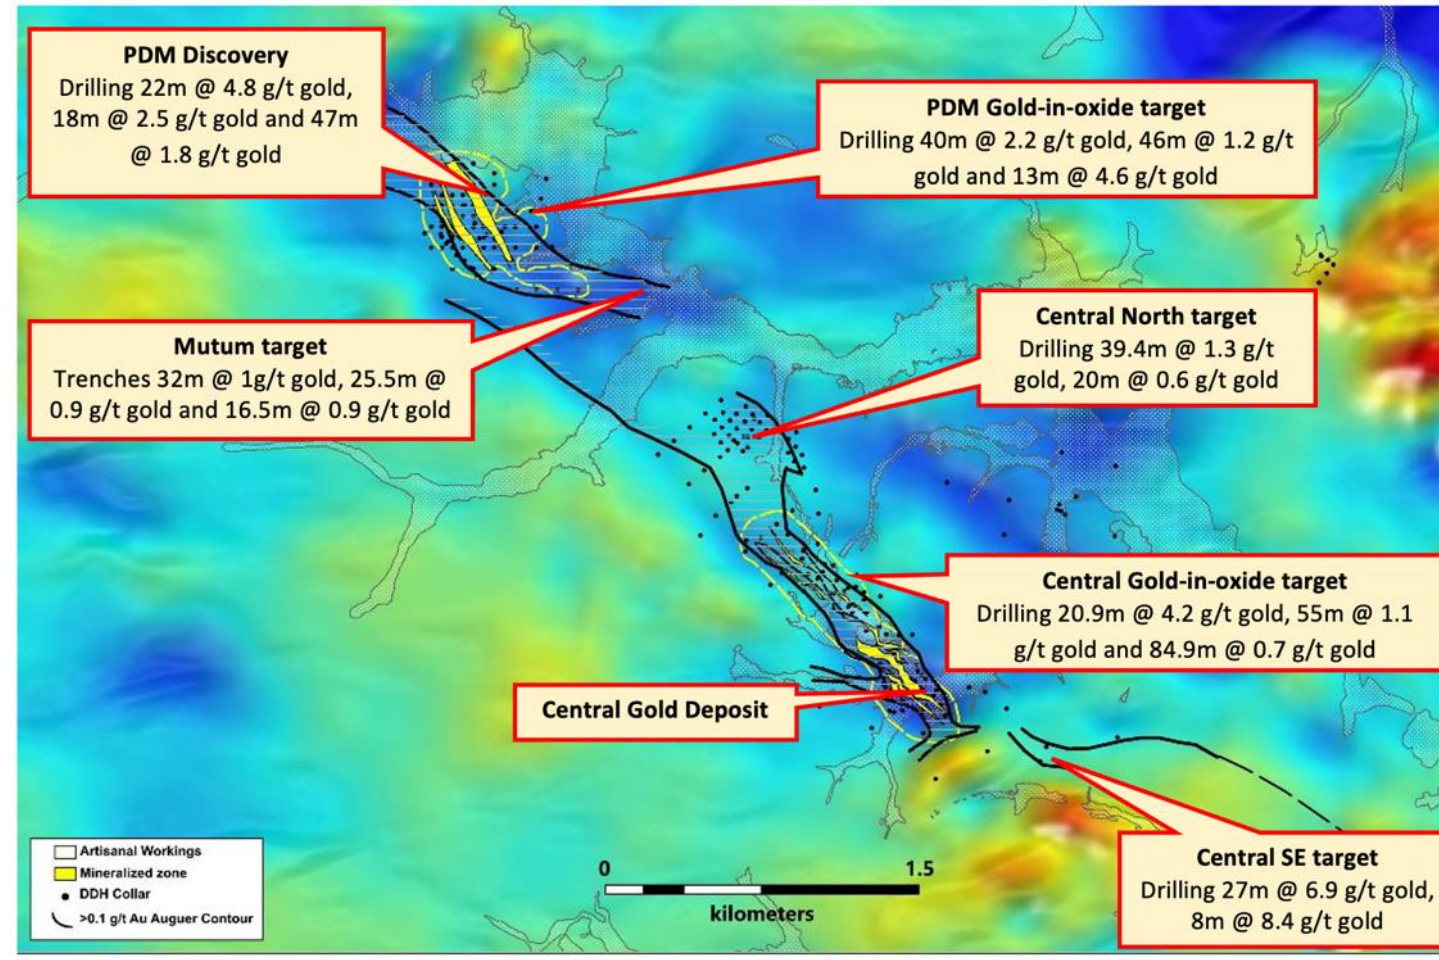 PDM Discovery
Drilling 22m @ 4.8 g/t gold,
18m @ 2.5 g/t gold and 47m
@ 1.8 g/t gold
PDM Gold-in-oxide target
Drilling 40m @ 2.2 g/t gold, 46m @ 1.2 g/t
gold and 13m @ 4.6 g/t gold
Mutum target
Trenches 32m @ 1g/t gold, 25.5m @
0.9 g/t gold and 16.5m @ 0.9 g/t gold
Central North target
Drilling 39.4m @ 1.3 g/t
gold, 20m @ 0.6 g/t gold
Central Gold-in-oxide target
Drilling 20.9m @ 4.2 g/t gold, 55m @ 1.1
g/t gold and 84.9m @ 0.7 g/t gold
Central Gold Deposit
Central SE target
Drilling 27m @ 6.9 g/t gold,
8m @ 8.4 g/t gold
Artisanal Workings
Mineralized zone
DDH Collar
>0.1 g/t Au Auguer Contour
0 1.5
kilometers